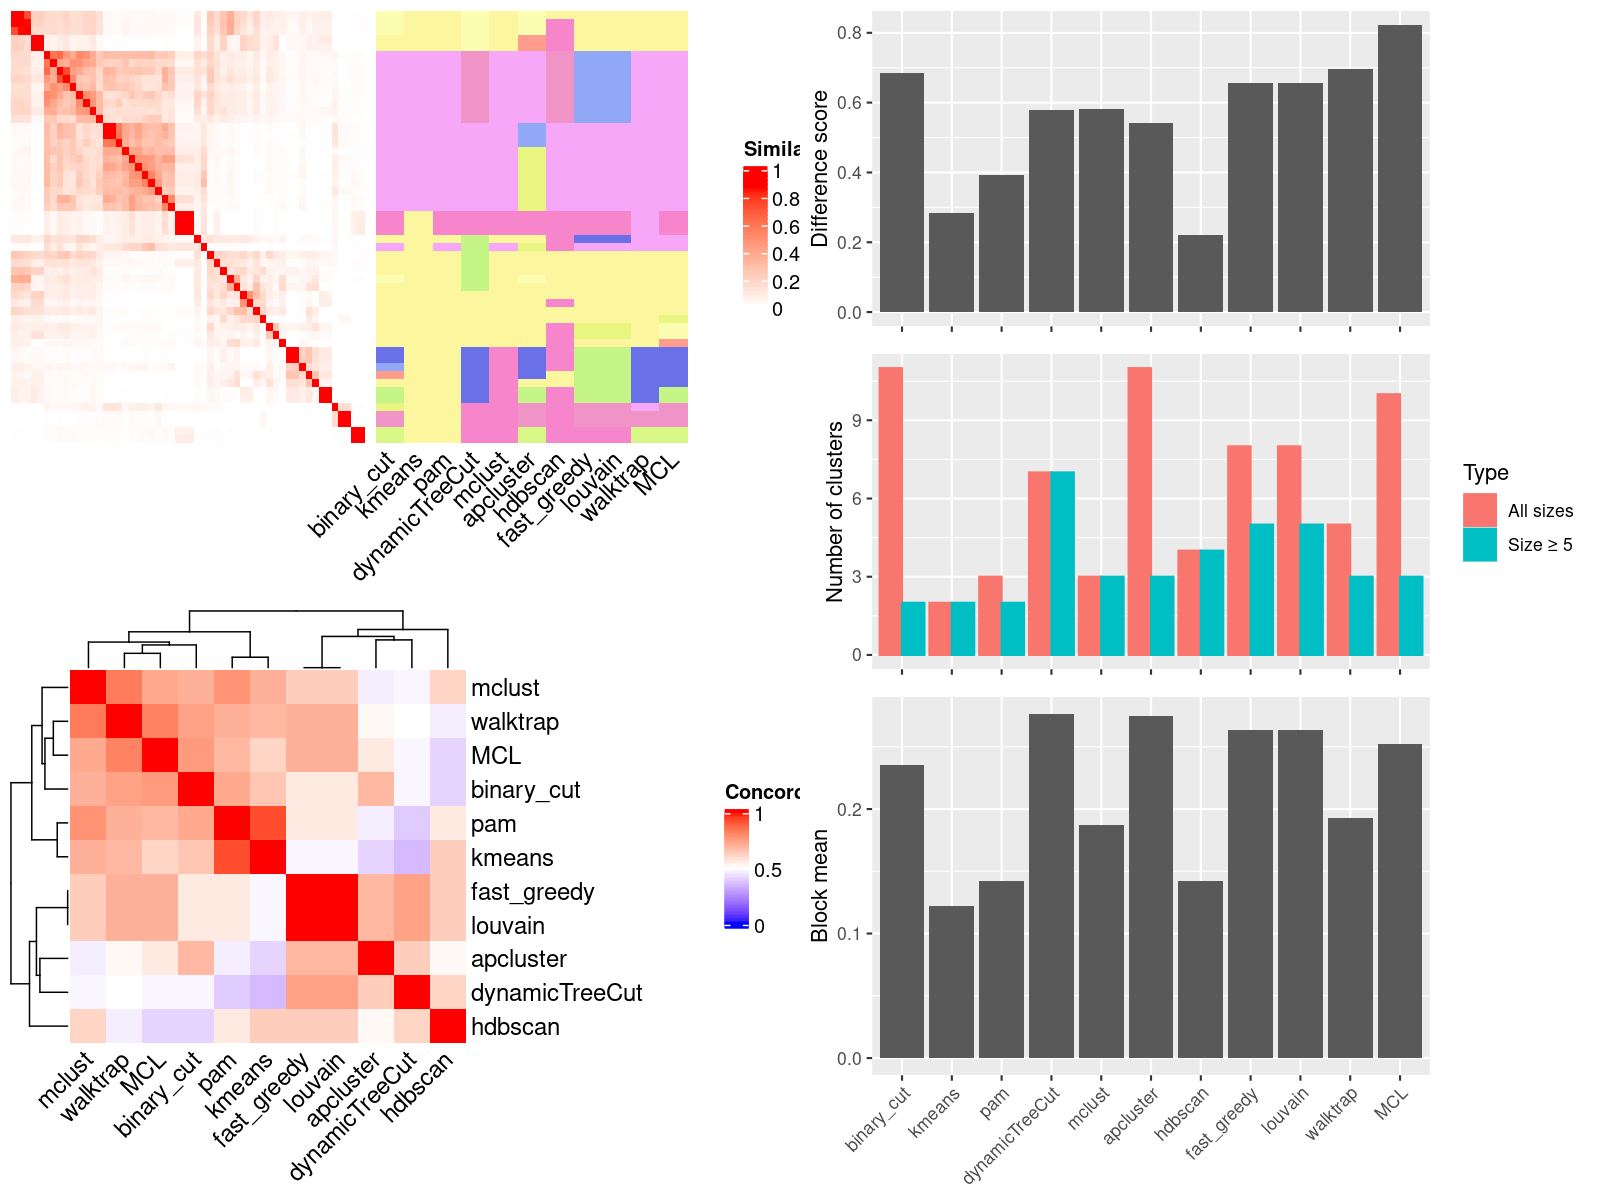 Simila
1
0.8
0.6
0.4
0.2
0
binary_cut
kmeans
pam
dynamicTreeCut
mclust
apcluster
hdbscan
fast_greedy
louvain
walktrap
MCL
mclust
walktrap
MCL
binary_cut
pam
kmeans
fast_greedy
louvain
apcluster
dynamicTreeCut
hdbscan
mclust
walktrap
MCL
binary_cut
pam
kmeans
fast_greedy
louvain
apcluster
dynamicTreeCut
hdbscan
Concord
1
0.5
0
Difference score
0.8
0.6
0.4
0.2
0.0
Number of clusters
9
6
3
0
Type
All sizes
Size ≥ 5
Block mean
0.2
0.1
0.0
binary_cut
kmeans
pam
dynamicTreeCut
mclust
apcluster
hdbscan
fast_greedy
louvain
walktrap
MCL